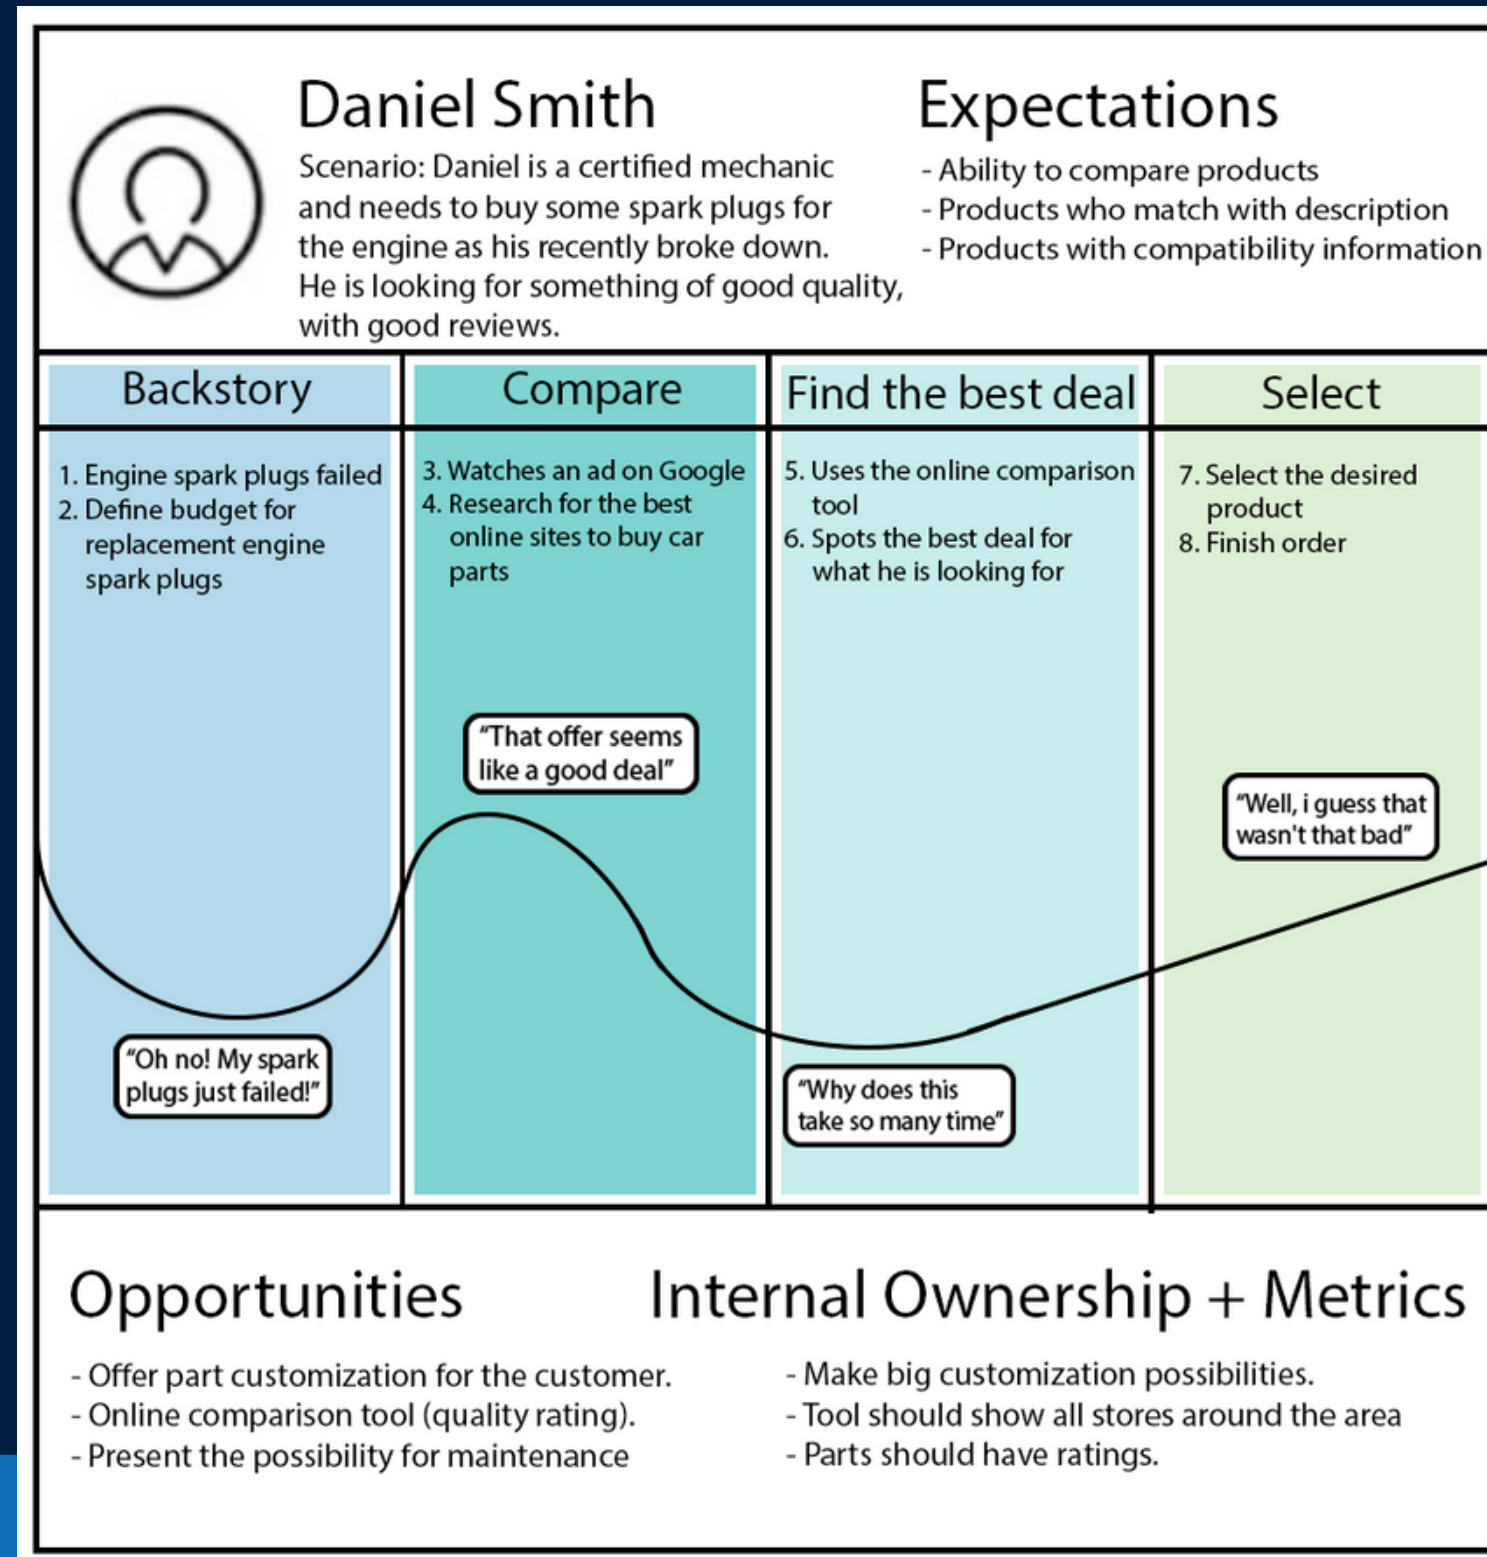 Daniel Smith
Scenario: Daniel is a certified mechanic
and needs to buy some spark plugs for
the engine as his recently broke down.
He is looking for something of good quality,
with good reviews.
Expectations
- Ability to compare products
- Products who match with description
- Products with compatibility information
Backstory
1. Engine spark plugs failed
2. Define budget for
replacement engine
spark plugs
"Oh no! My spark
plugs just failed!"
Compare
3. Watches an ad on Google
4. Research for the best
online sites to buy car
parts
"That offer seems
like a good deal"
Find the best deal
5. Uses the online comparison
tool
6. Spots the best deal for
what he is looking for
"Why does this
take so many time"
Select
7. Select the desired
product
8. Finish order
"Well, i guess that
wasn't that bad"
Opportunities
- Offer part customization for the customer.
- Online comparison tool (quality rating).
- Present the possibility for maintenance
Internal Ownership + Metrics
- Make big customization possibilities.
- Tool should show all stores around the area
- Parts should have ratings.